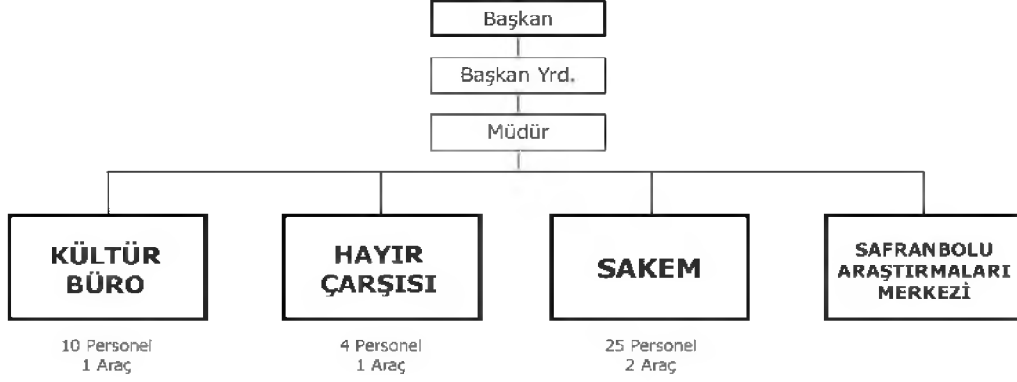 Başkan
Başkan Yrd.
Müdür
KÜLTÜR
BÜRO
HAYIR
ÇARŞISI
SAKEM
SAFRANBOLU
ARAŞTIRMALARI
MERKEZİ
10 Personel
1 Araç
4 Personel
1 Araç
25 Personel
2 Araç